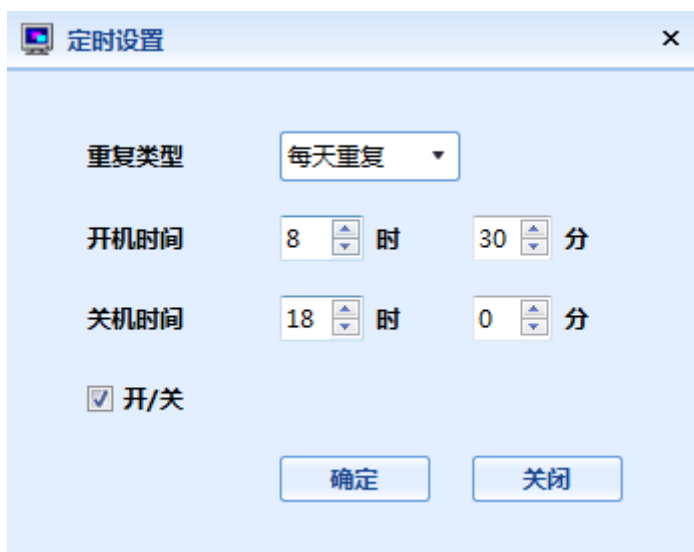 定时设置
重复类型 每天重复
开机时间 8 时 30 分
关机时间 18 时 0 分
开/关
确定 关闭